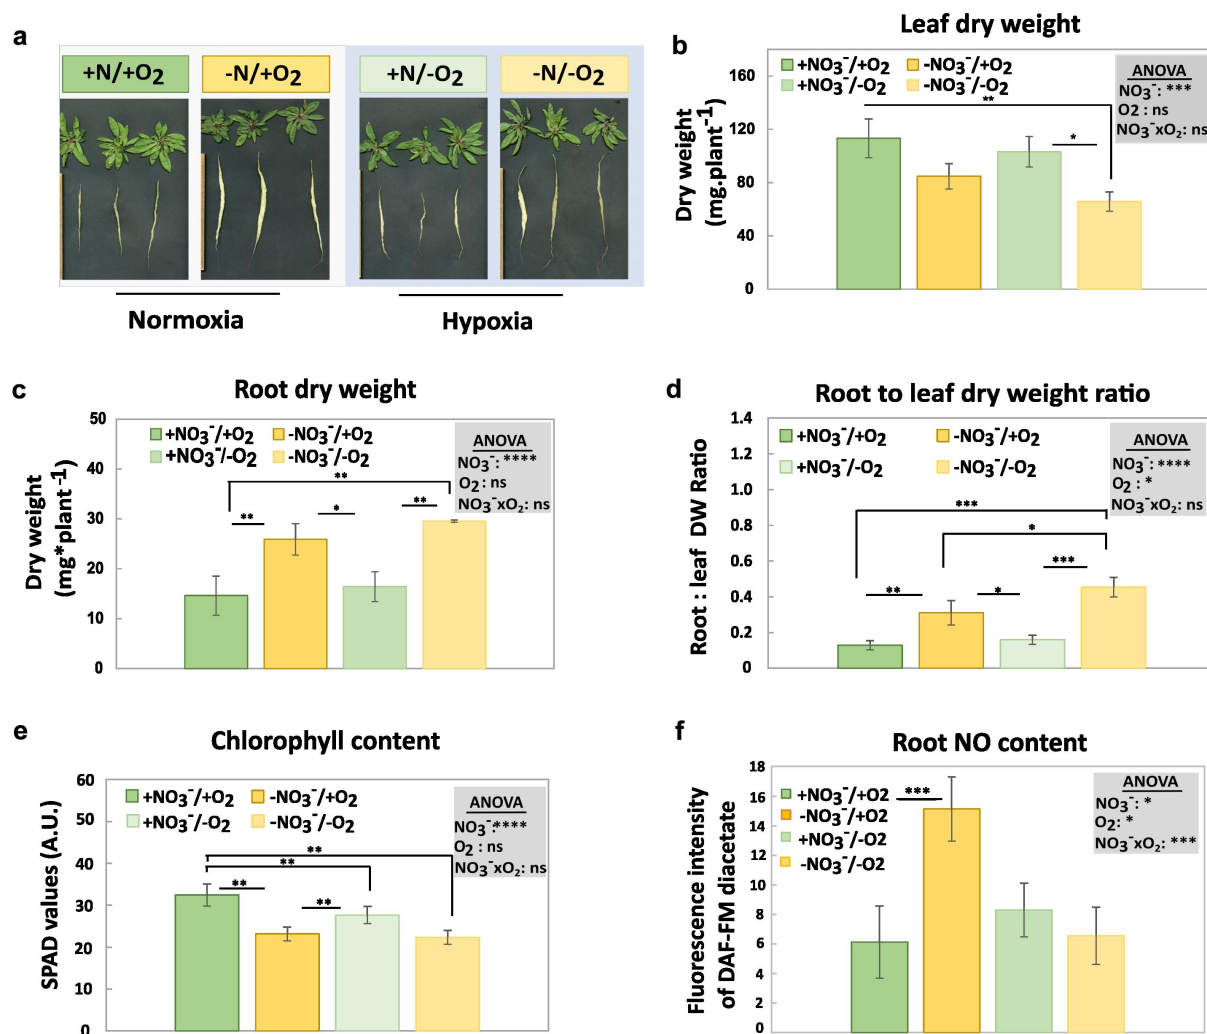 a
+N/+O2
-N/+O2
+N/-O2
-N/-O2
Normoxia
Hypoxia
b
Leaf dry weight
Dry weight
(mg.plant-1)
160
120
80
40
0
+NO3-/+O2
-NO3-/+O2
+NO3-/-O2
-NO3-/-O2
ANOVA
NO3-: ***
O2 : ns
NO3-xO2: ns
**
*
c
Root dry weight
Dry weight
(mg*plant-1)
50
40
30
20
10
0
+NO3-/+O2
-NO3-/+O2
+NO3-/-O2
-NO3-/-O2
ANOVA
NO3-: ****
O2 : ns
NO3-xO2: ns
**
**
*
**
d
Root to leaf dry weight ratio
Root : leaf DW Ratio
1.4
1.2
1.0
0.8
0.6
0.4
0.2
0
+NO3-/+O2
-NO3-/+O2
+NO3-/-O2
-NO3-/-O2
ANOVA
NO3-: ****
O2 : *
NO3-xO2: ns
***
*
***
**
*
e
Chlorophyll content
SPAD values (A.U.)
60
50
40
30
20
10
0
+NO3-/+O2
-NO3-/+O2
+NO3-/-O2
-NO3-/-O2
ANOVA
NO3-:****
O2 : ns
NO3-xO2: ns
**
**
**
**
f
Root NO content
Fluorescence intensity
of DAF-FM diacetate
18
16
14
12
10
8
6
4
2
0
+NO3-/+O2
-NO3-/+O2
+NO3-/-O2
-NO3-/-O2
ANOVA
NO3-: *
O2: *
NO3-xO2: ***
***